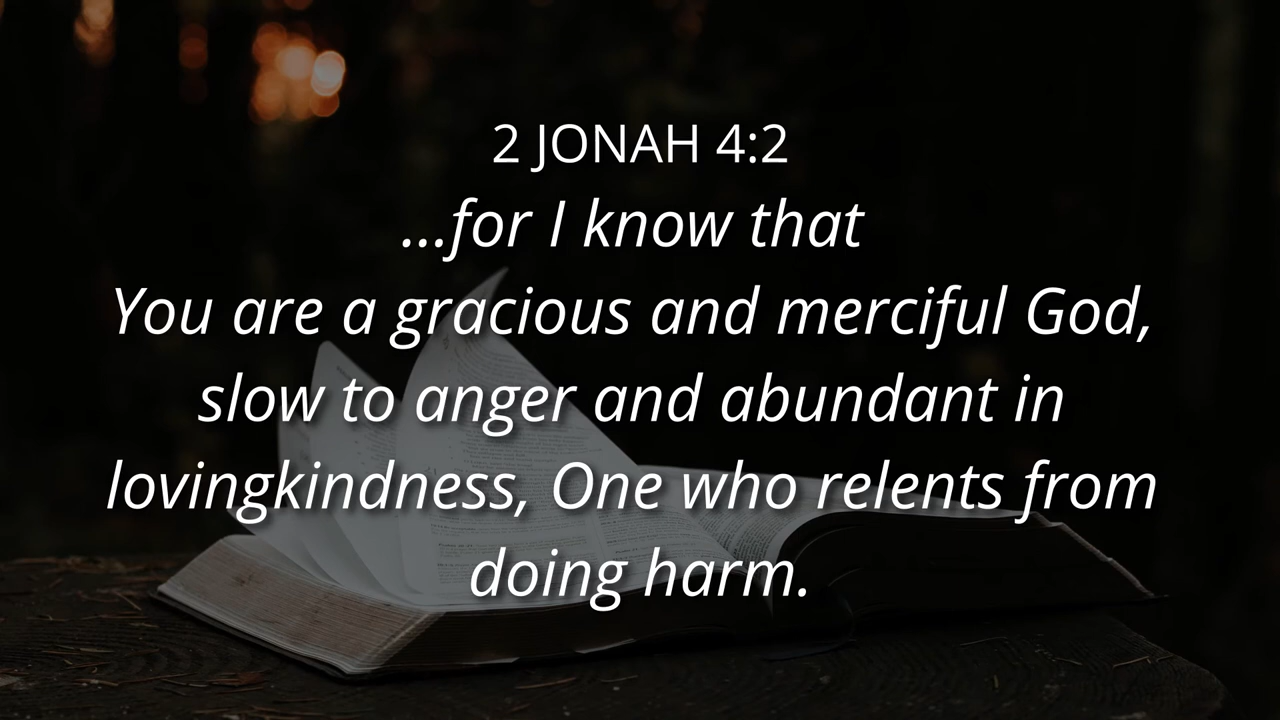 2 JONAH 4:2
...for I know that
You are a gracious and merciful God,
slow to anger and abundant in
lovingkindness, One who relents from
doing harm.